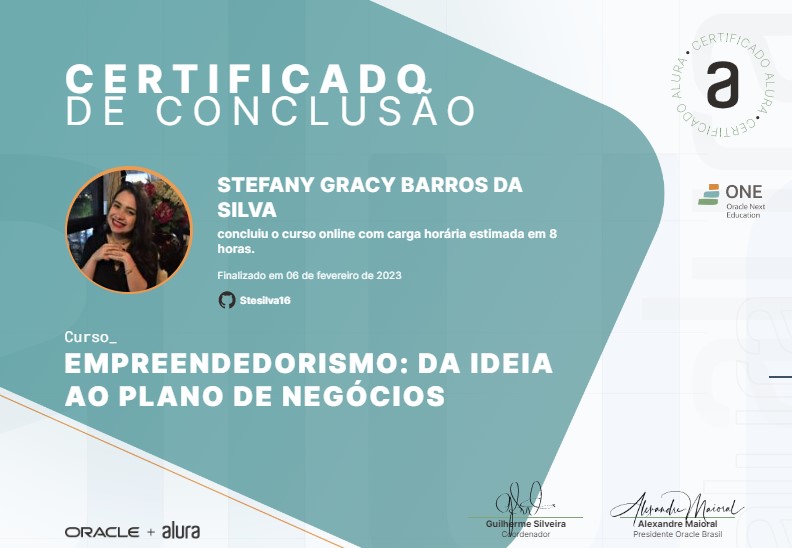 CERTIFICADO
DE CONCLUSÃO
CERTIFICADO ALURA • CERTIFICADO ALURA •
a
STEFANY GRACY BARROS DA
SILVA
concluiu o curso online com carga horária estimada em 8
horas.
Finalizado em 06 de fevereiro de 2023
Stesilva16
ONE
Oracle Next
Education
Curso_
EMPREENDEDORISMO: DA IDEIA
AO PLANO DE NEGÓCIOS
ORACLE + alura
Guilherme Silveira
Coordenador
Alexandre Maioral
Alexandre Maioral
Presidente Oracle Brasil